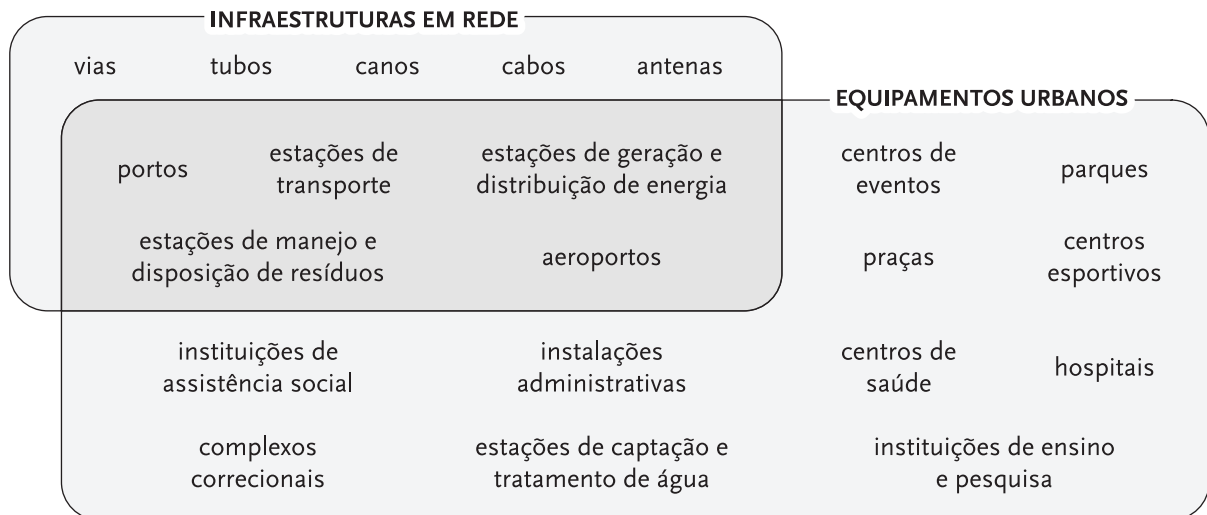 INFRAESTRUTURAS EM REDE
vias tubos canos cabos antenas
EQUIPAMENTOS URBANOS
portos
estações de
transporte
estações de geração e
distribuição de energia
centros de
eventos
parques
estações de manejo e
disposição de resíduos
aeroportos
praças
centros
esportivos
instituições de
assistência social
instalações
administrativas
centros de
saúde
hospitais
complexos
correcionais
estações de captação e
tratamento de água
instituições de ensino
e pesquisa